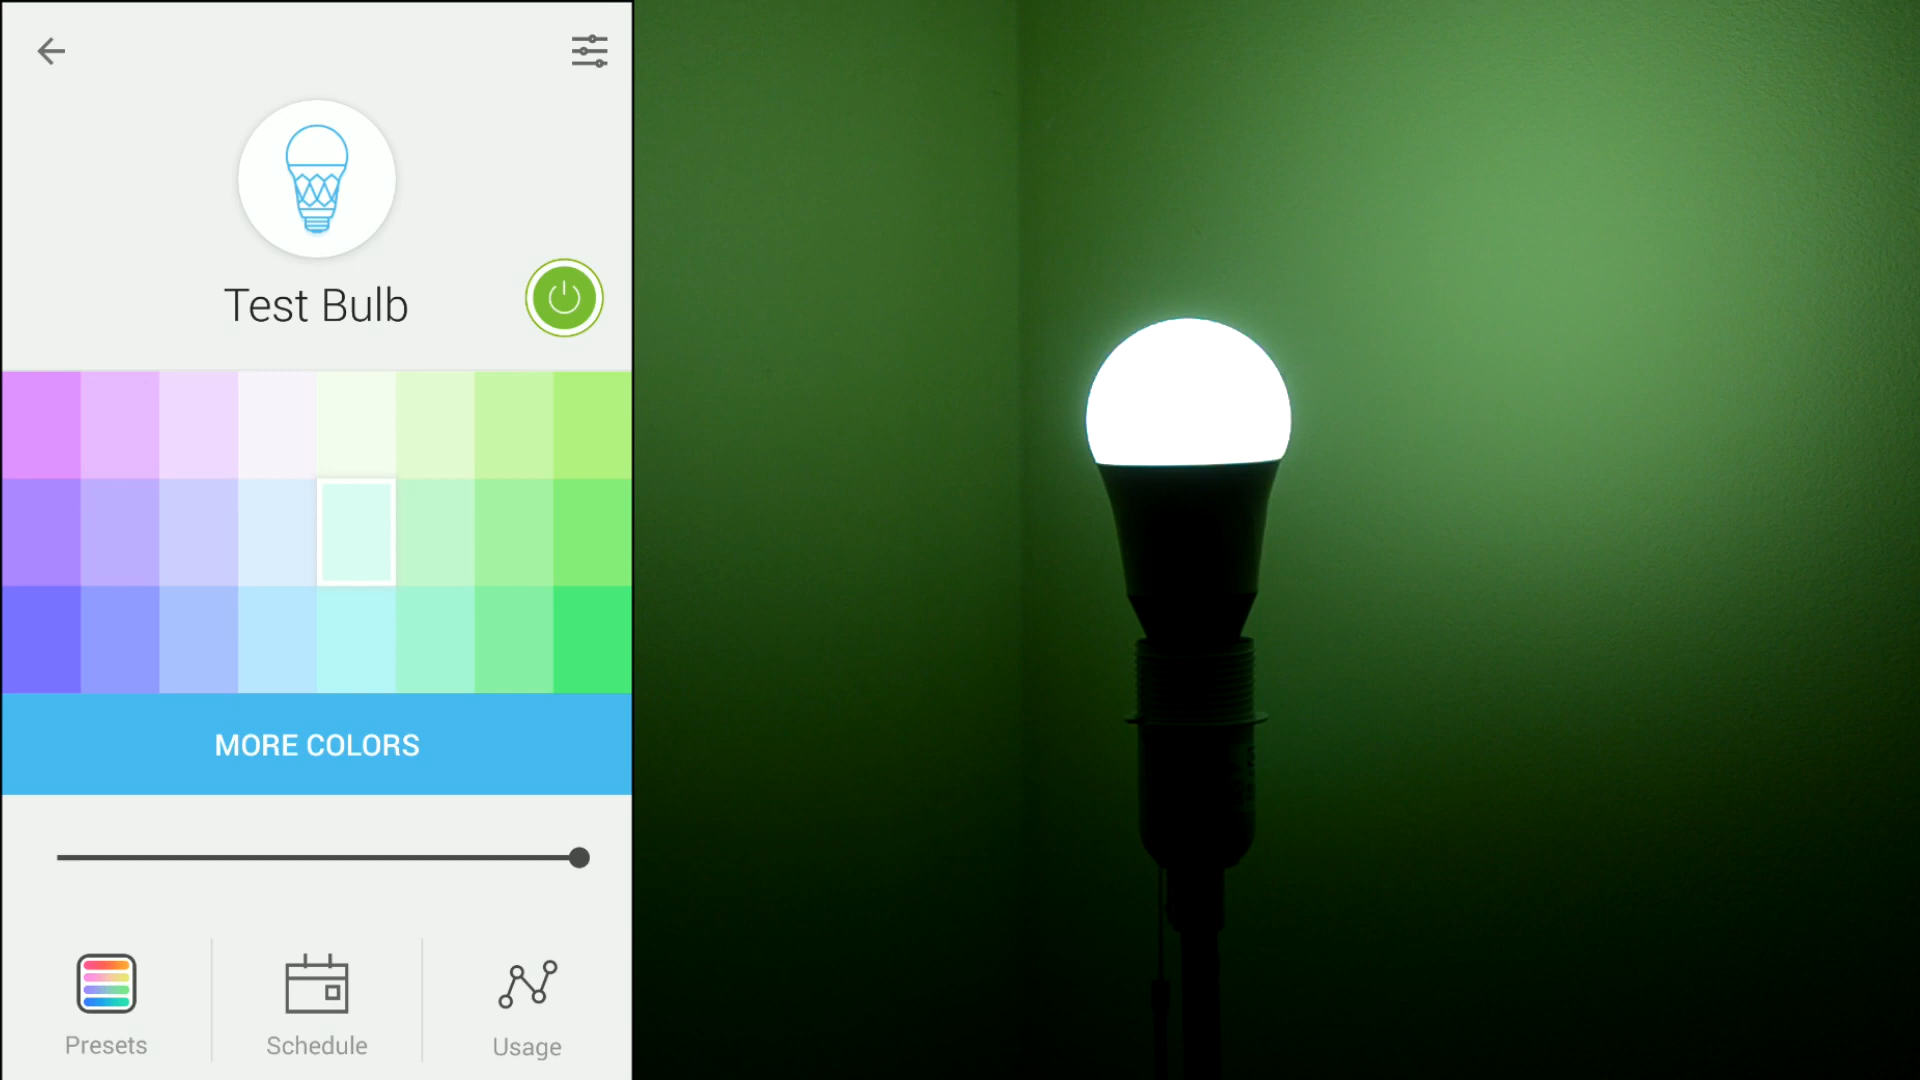 Test Bulb
MORE COLORS
Presets
Schedule
Usage